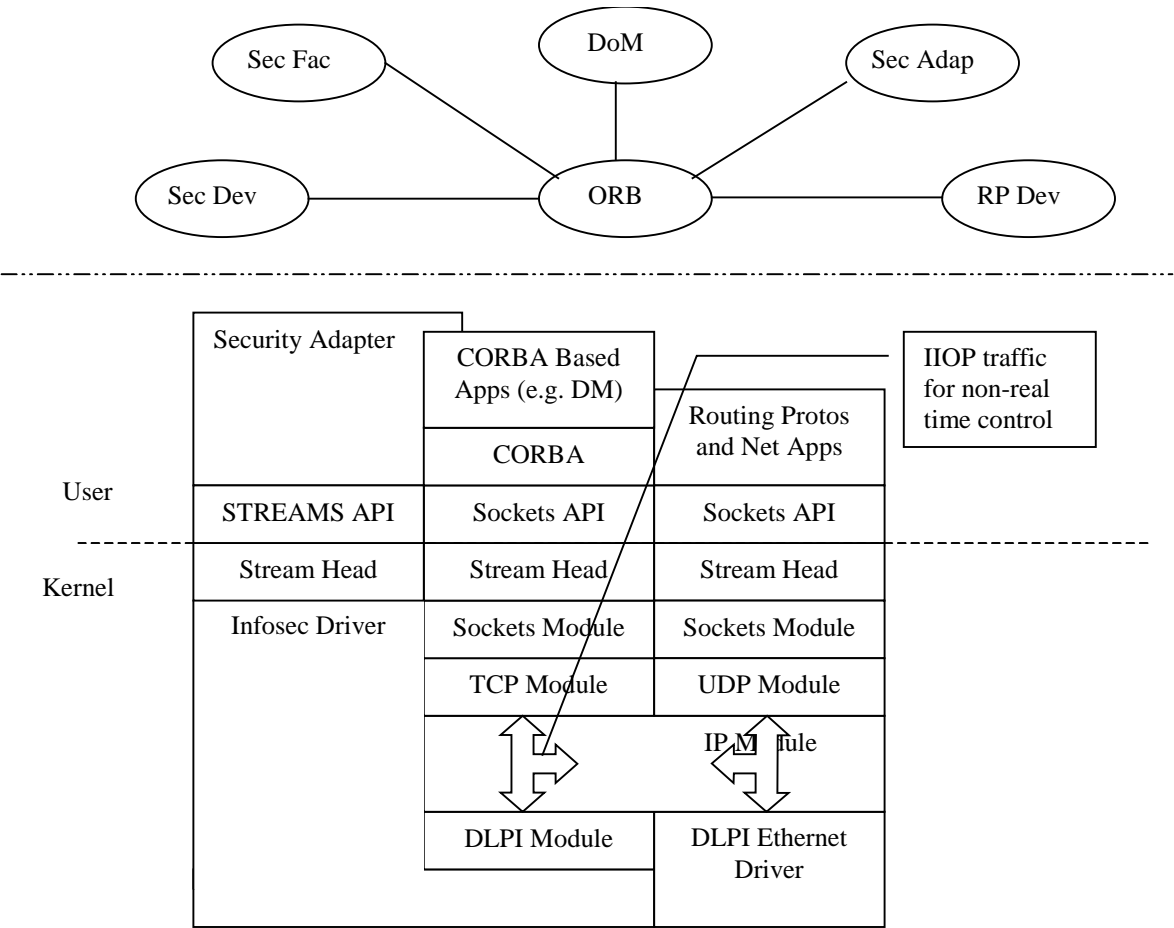 DoM
Sec Fac
Sec Adap
Sec Dev
ORB
RP Dev
Security Adapter
CORBA Based
Apps (e.g. DM)
IIOP traffic
for non-real
time control
Routing Protos
and Net Apps
CORBA
User
STREAMS API
Sockets API
Sockets API
Kernel
Stream Head
Stream Head
Stream Head
Infosec Driver
Sockets Module
Sockets Module
TCP Module
UDP Module
IP Module
DLPI Module
DLPI Ethernet
Driver